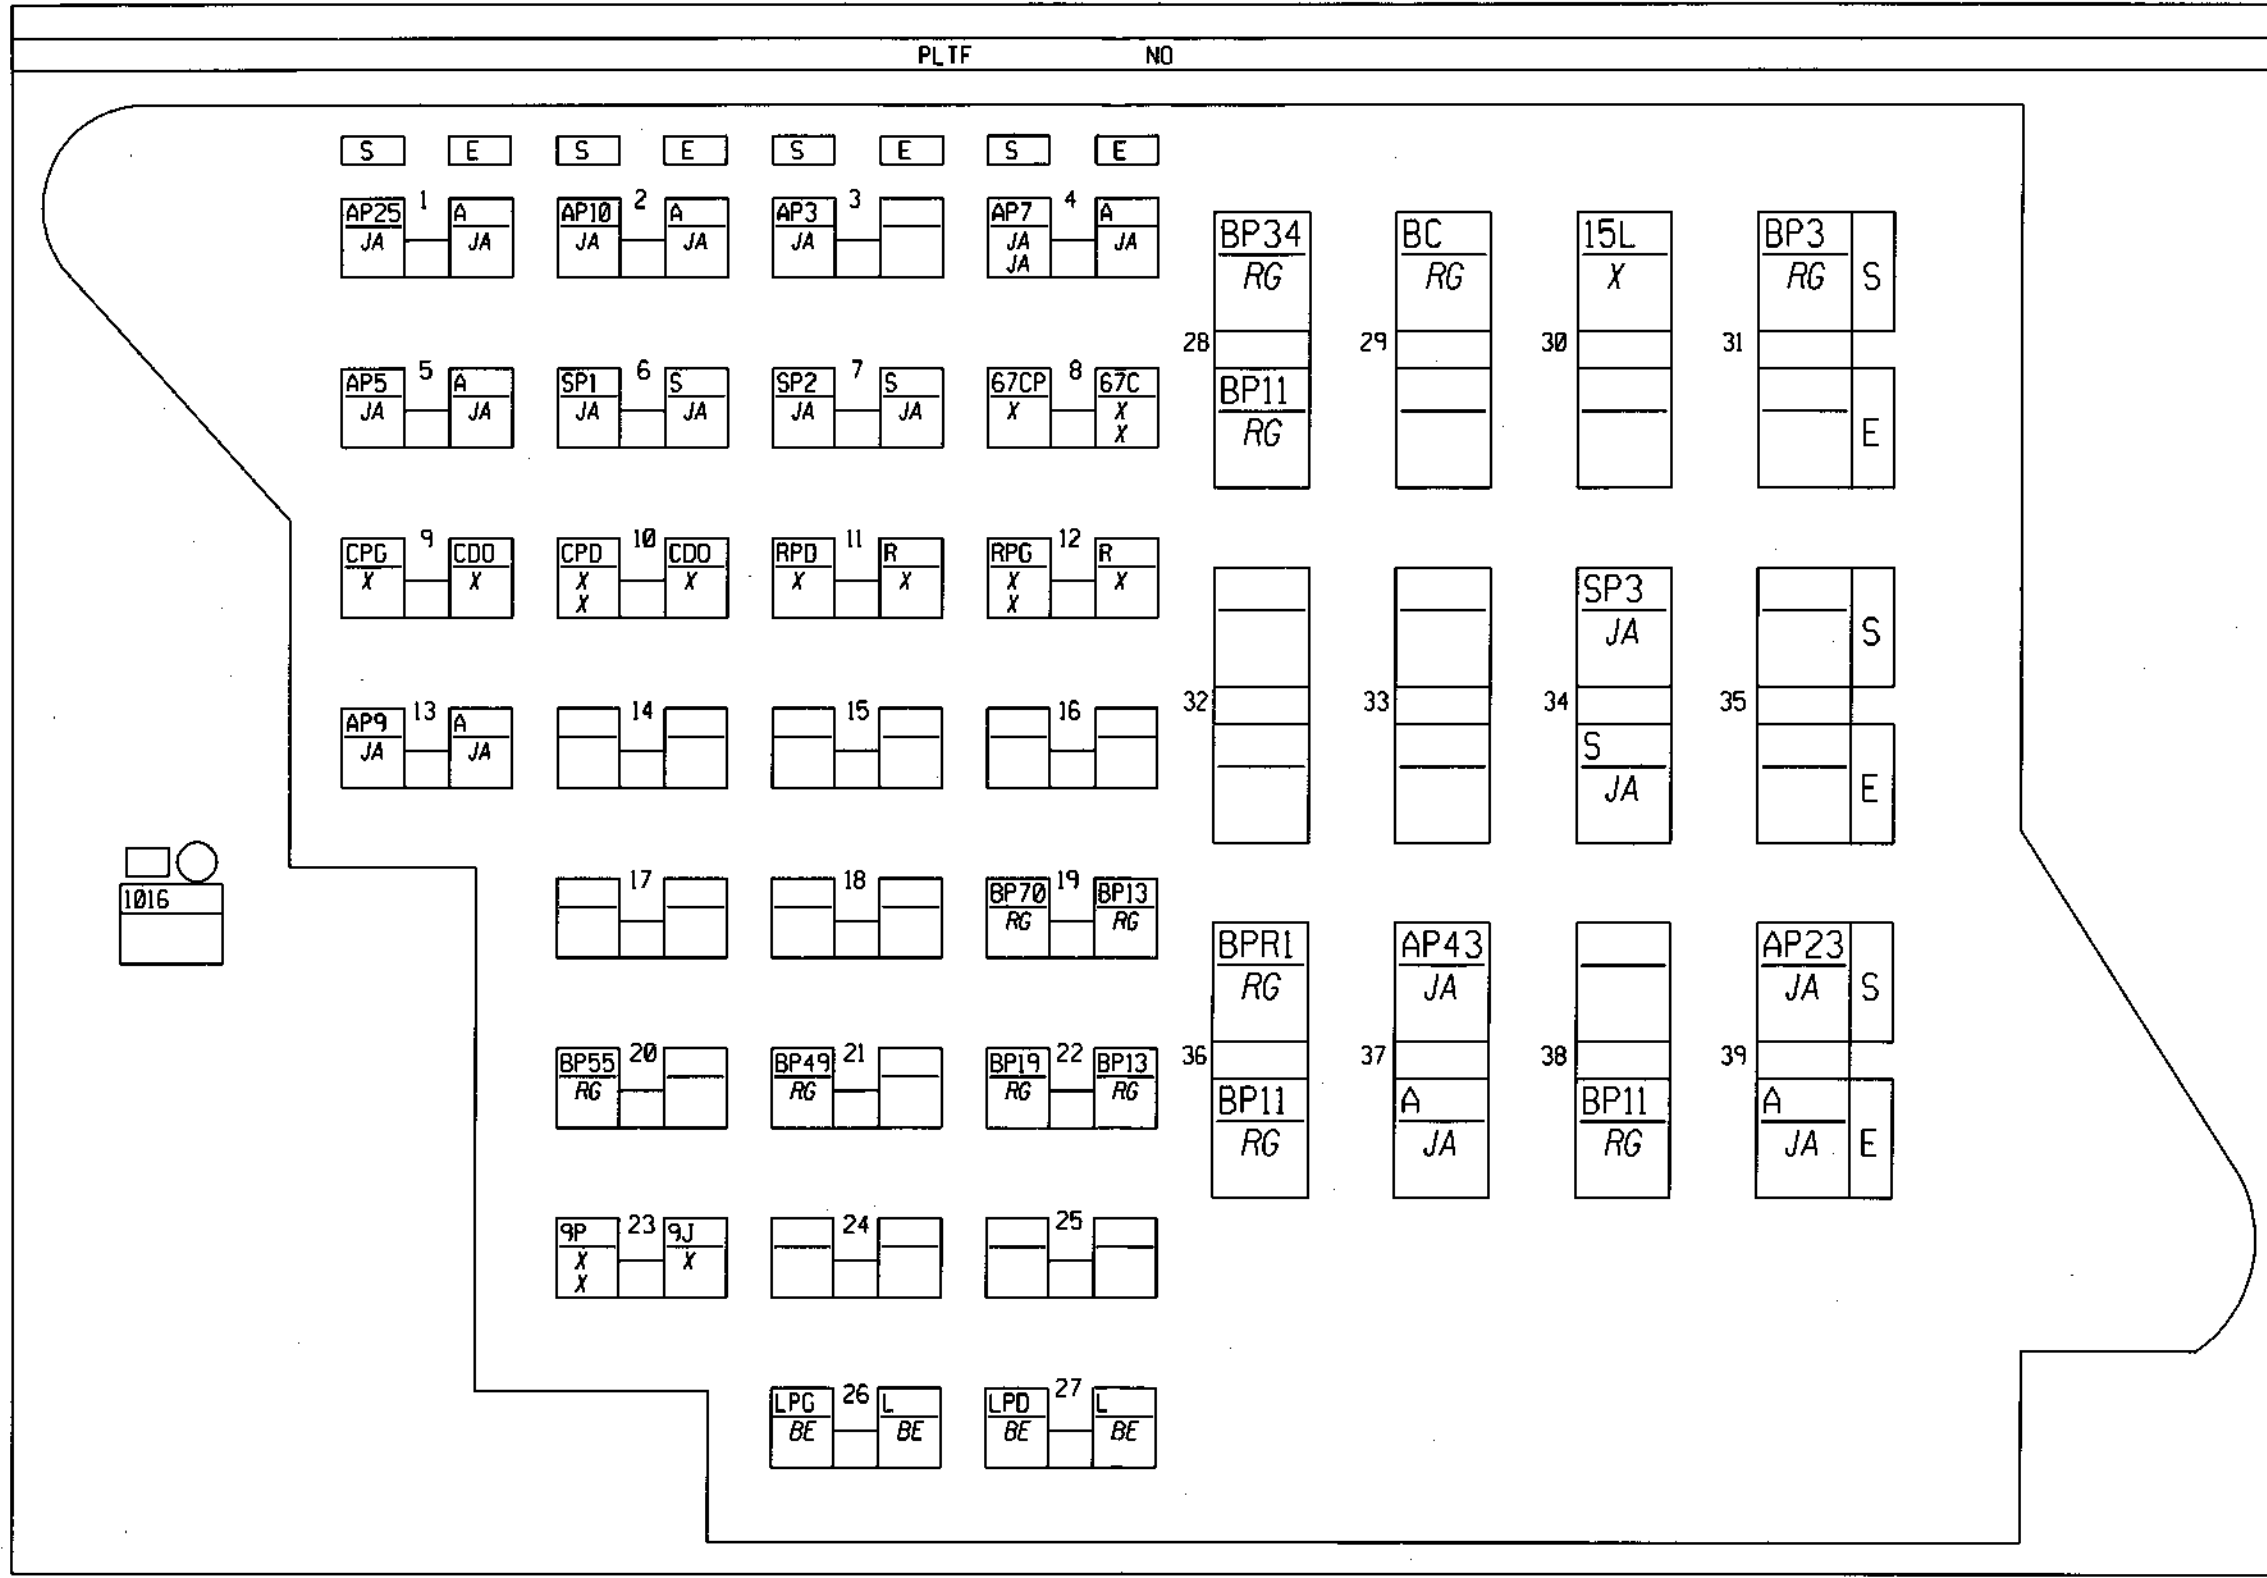 PLTF NO
S E S E S E S E
AP25 1 A AP10 2 A AP3 3 AP7 4 A
JA JA JA JA JA JA JA
JA
BP34 BC 15L BP3
RG RG X RG S
28 29 30 31
AP5 5 A SP1 6 S SP2 7 S 67CP 8 67C
JA JA JA JA JA JA X X
X
BP11
RG E
CPG 9 CDO CPD 10 CDO RPD 11 R RPG 12 R
X X X X X X X X
X X
SP3
JA S
32 33 34 35
AP9 13 A 14 15 16
JA JA
S
JA E
17 18 BP70 19 BP13
RG RG
1016
BPR1 AP43 AP23
RG JA JA S
36 37 38 39
BP55 20 BP49 21 BP19 22 BP13
RG RG RG RG
BP11 A BP11 A
RG JA RG JA E
9P 23 9J 24 25
X X
X
LPG 26 L LPD 27 L
BE BE BE BE